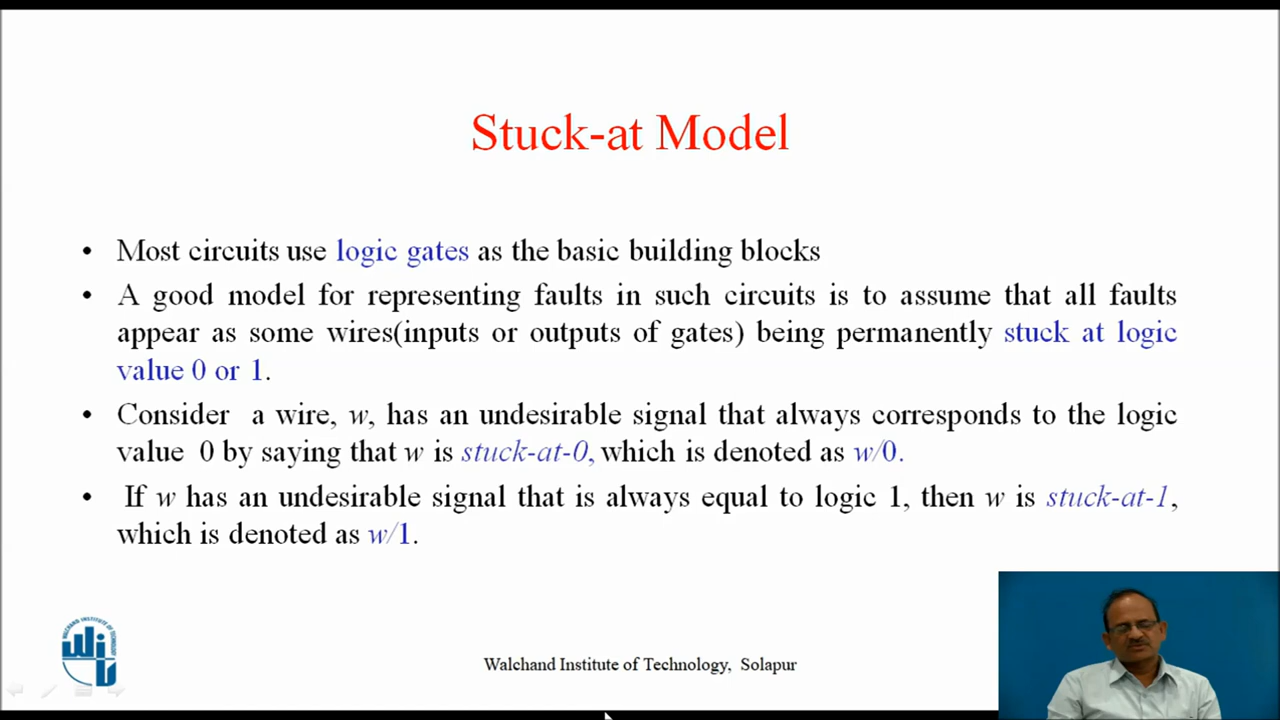 Stuck-at Model
• Most circuits use logic gates as the basic building blocks
• A good model for representing faults in such circuits is to assume that all faults
appear as some wires(inputs or outputs of gates) being permanently stuck at logic
value 0 or 1.
• Consider a wire, w, has an undesirable signal that always corresponds to the logic
value 0 by saying that w is stuck-at-0, which is denoted as w/0.
• If w has an undesirable signal that is always equal to logic 1, then w is stuck-at-1,
which is denoted as w/1.
WALCHAND INSTITUTE OF TECHNOLOGY
Walchand Institute of Technology, Solapur